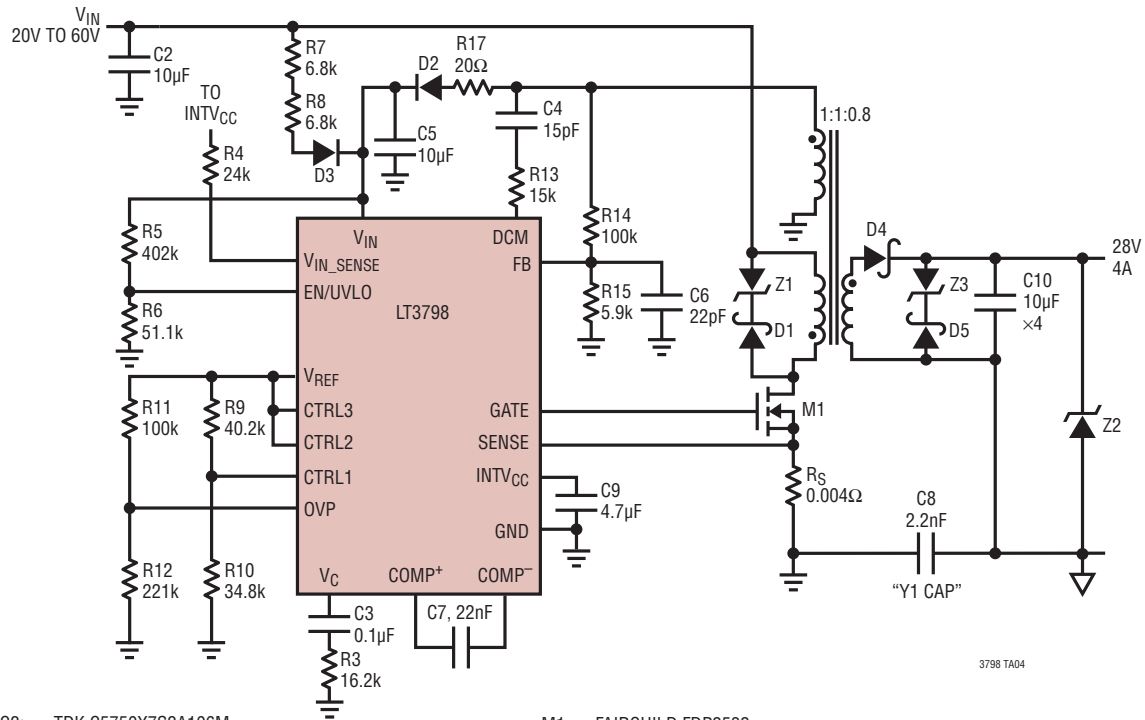 VIN
20V TO 60V
C2
10µF
TO
INTVCC
R4
24k
R7
6.8k
R8
6.8k
D3
D2
R17
20Ω
C5
10µF
C4
15pF
R13
15k
1:1:0.8
R5
402k
R6
51.1k
R14
100k
R15
5.9k
C6
22pF
Z1
D1
D4
Z3
D5
C10
10µF
×4
28V
4A
VIN
DCM
VIN_SENSE
FB
EN/UVLO
LT3798
VREF
CTRL3
GATE
CTRL2
SENSE
CTRL1
INTVCC
OVP
GND
VC
COMP+
COMP–
R11
100k
R9
40.2k
R12
221k
R10
34.8k
M1
Z2
RS
0.004Ω
C9
4.7µF
C8
2.2nF
"Y1 CAP"
C3
0.1µF
R3
16.2k
C7, 22nF
3798 TA04